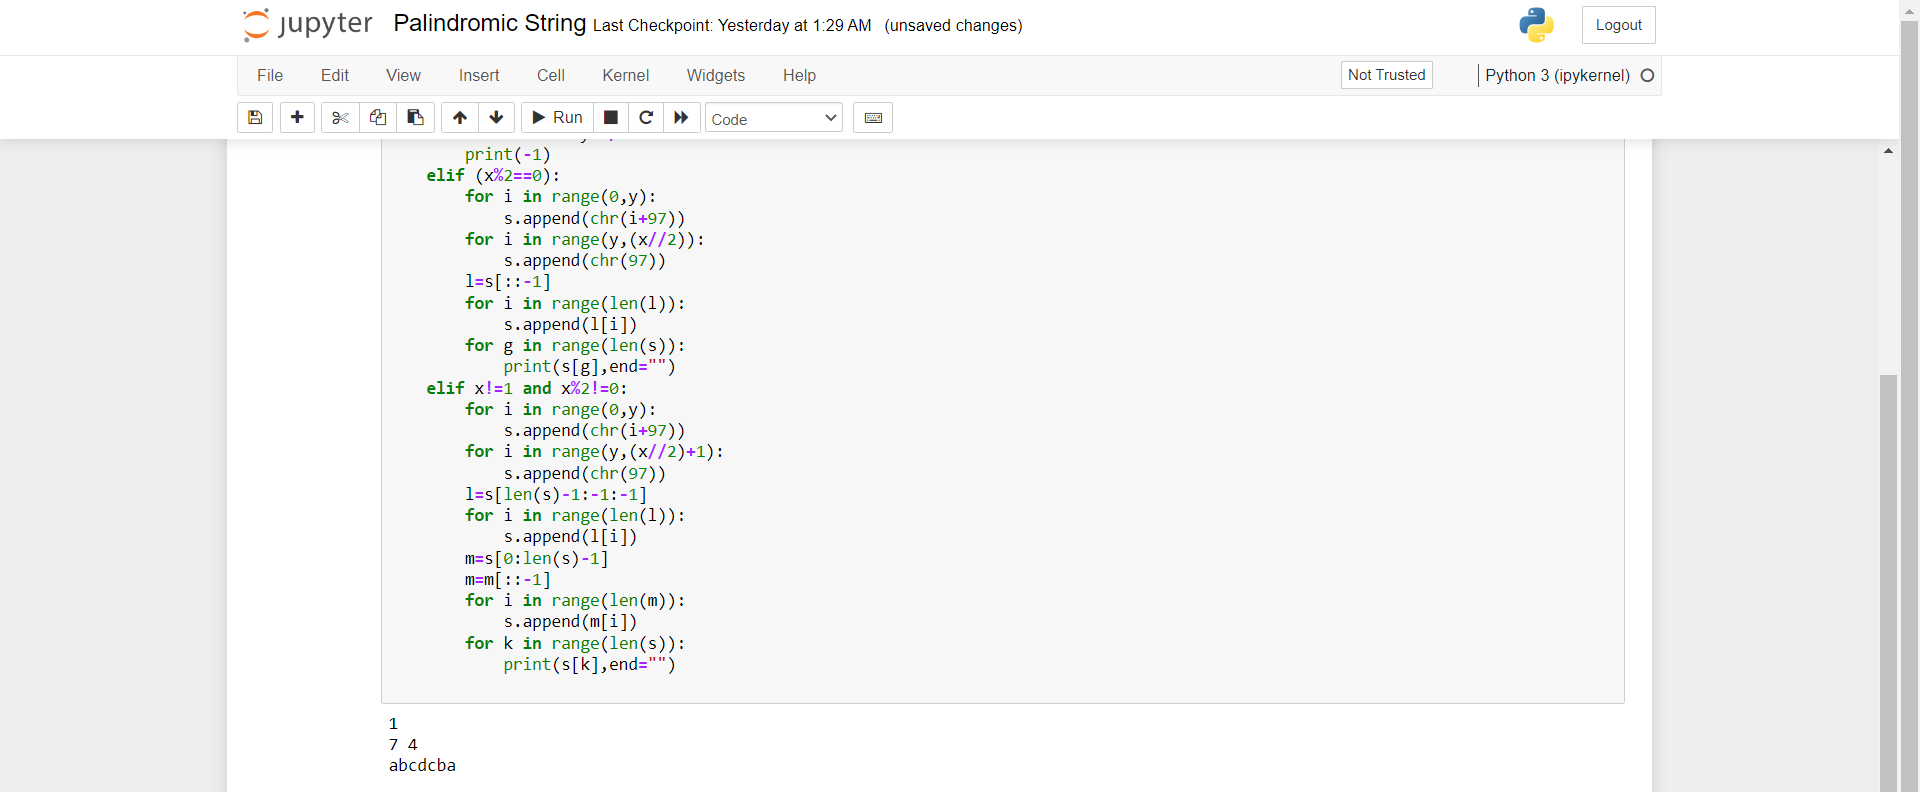 jupyter Palindromic String Last Checkpoint: Yesterday at 1:29 AM (unsaved changes) Logout
File Edit View Insert Cell Kernel Widgets Help Not Trusted Python 3 (ipykernel)
Run Code
        print(-1)
    elif (x%2==0):
        for i in range(0,y):
            s.append(chr(i+97))
        for i in range(y,(x//2)):
            s.append(chr(97))
        l=s[::-1]
        for i in range(len(l)):
            s.append(l[i])
        for g in range(len(s)):
            print(s[g],end="")
    elif x!=1 and x%2!=0:
        for i in range(0,y):
            s.append(chr(i+97))
        for i in range(y,(x//2)+1):
            s.append(chr(97))
        l=s[len(s)-1:-1:-1]
        for i in range(len(l)):
            s.append(l[i])
        m=s[0:len(s)-1]
        m=m[::-1]
        for i in range(len(m)):
            s.append(m[i])
        for k in range(len(s)):
            print(s[k],end="")
1
7 4
abcdcba